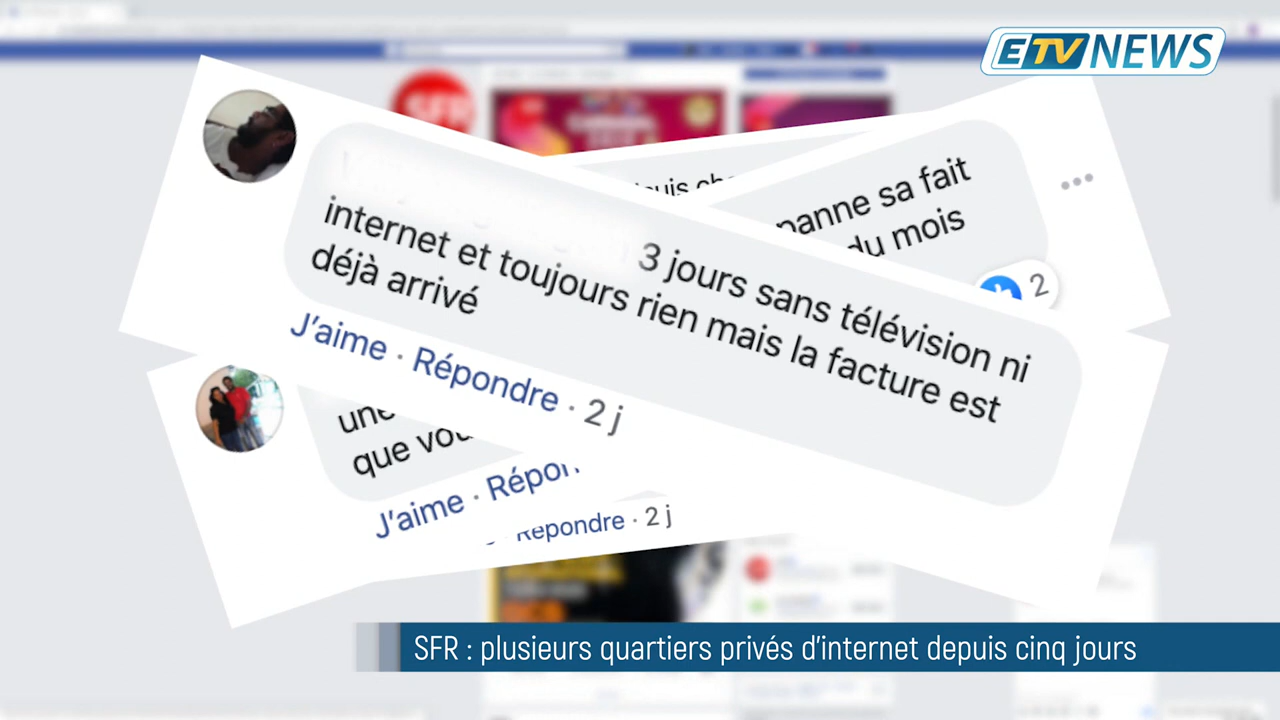 ETV NEWS
SFR
panne sa fait
du mois
2
3 jours sans télévision ni
internet et toujours rien mais la facture est
déjà arrivé
J'aime · Répondre · 2 j
une
que
J'aime ·
Répondre · 2 j
SFR : plusieurs quartiers privés d'internet depuis cinq jours